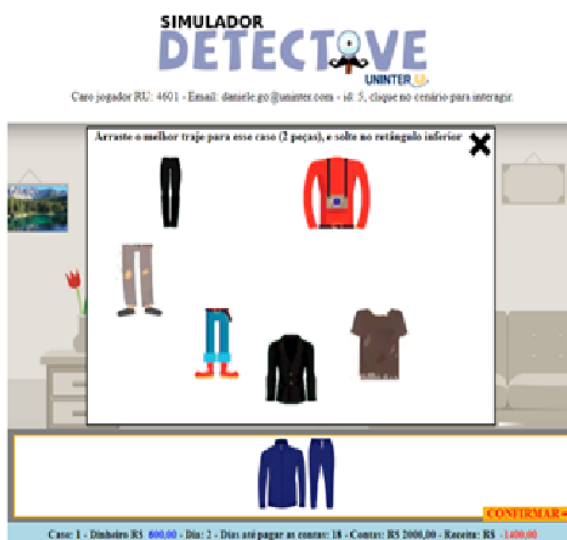 SIMULADOR
DETECTIVE
UNINTER
Caro jogador RU: 4601 - Email: daniele.go@uninter.com - id: 5, clique no cenário para interagir.
Arraste o melhor traje para esse caso (2 peças), e solte no retângulo inferior
CONFIRMAR
Case: 1 - Dinheiro R$ 600,00 - Dia: 2 - Dias até pagar as contas: 18 - Contas: R$ 2000,00 - Receita: R$ -1400,00